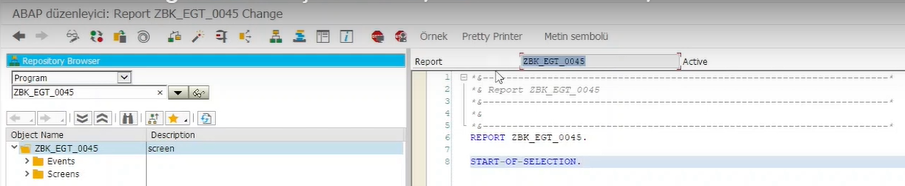 ABAP düzenleyici: Report ZBK_EGT_0045 Change
Örnek Pretty Printer Metin sembolü
Repository Browser
Program
ZBK_EGT_0045
Object Name Description
ZBK_EGT_0045 screen
Events
Screens
Report ZBK_EGT_0045 Active
1 *&---------------------------------------------------------------------*
2 *& Report ZBK_EGT_0045
3 *&---------------------------------------------------------------------*
4 *&
5 *&---------------------------------------------------------------------*
6 REPORT ZBK_EGT_0045.
7
8 START-OF-SELECTION.